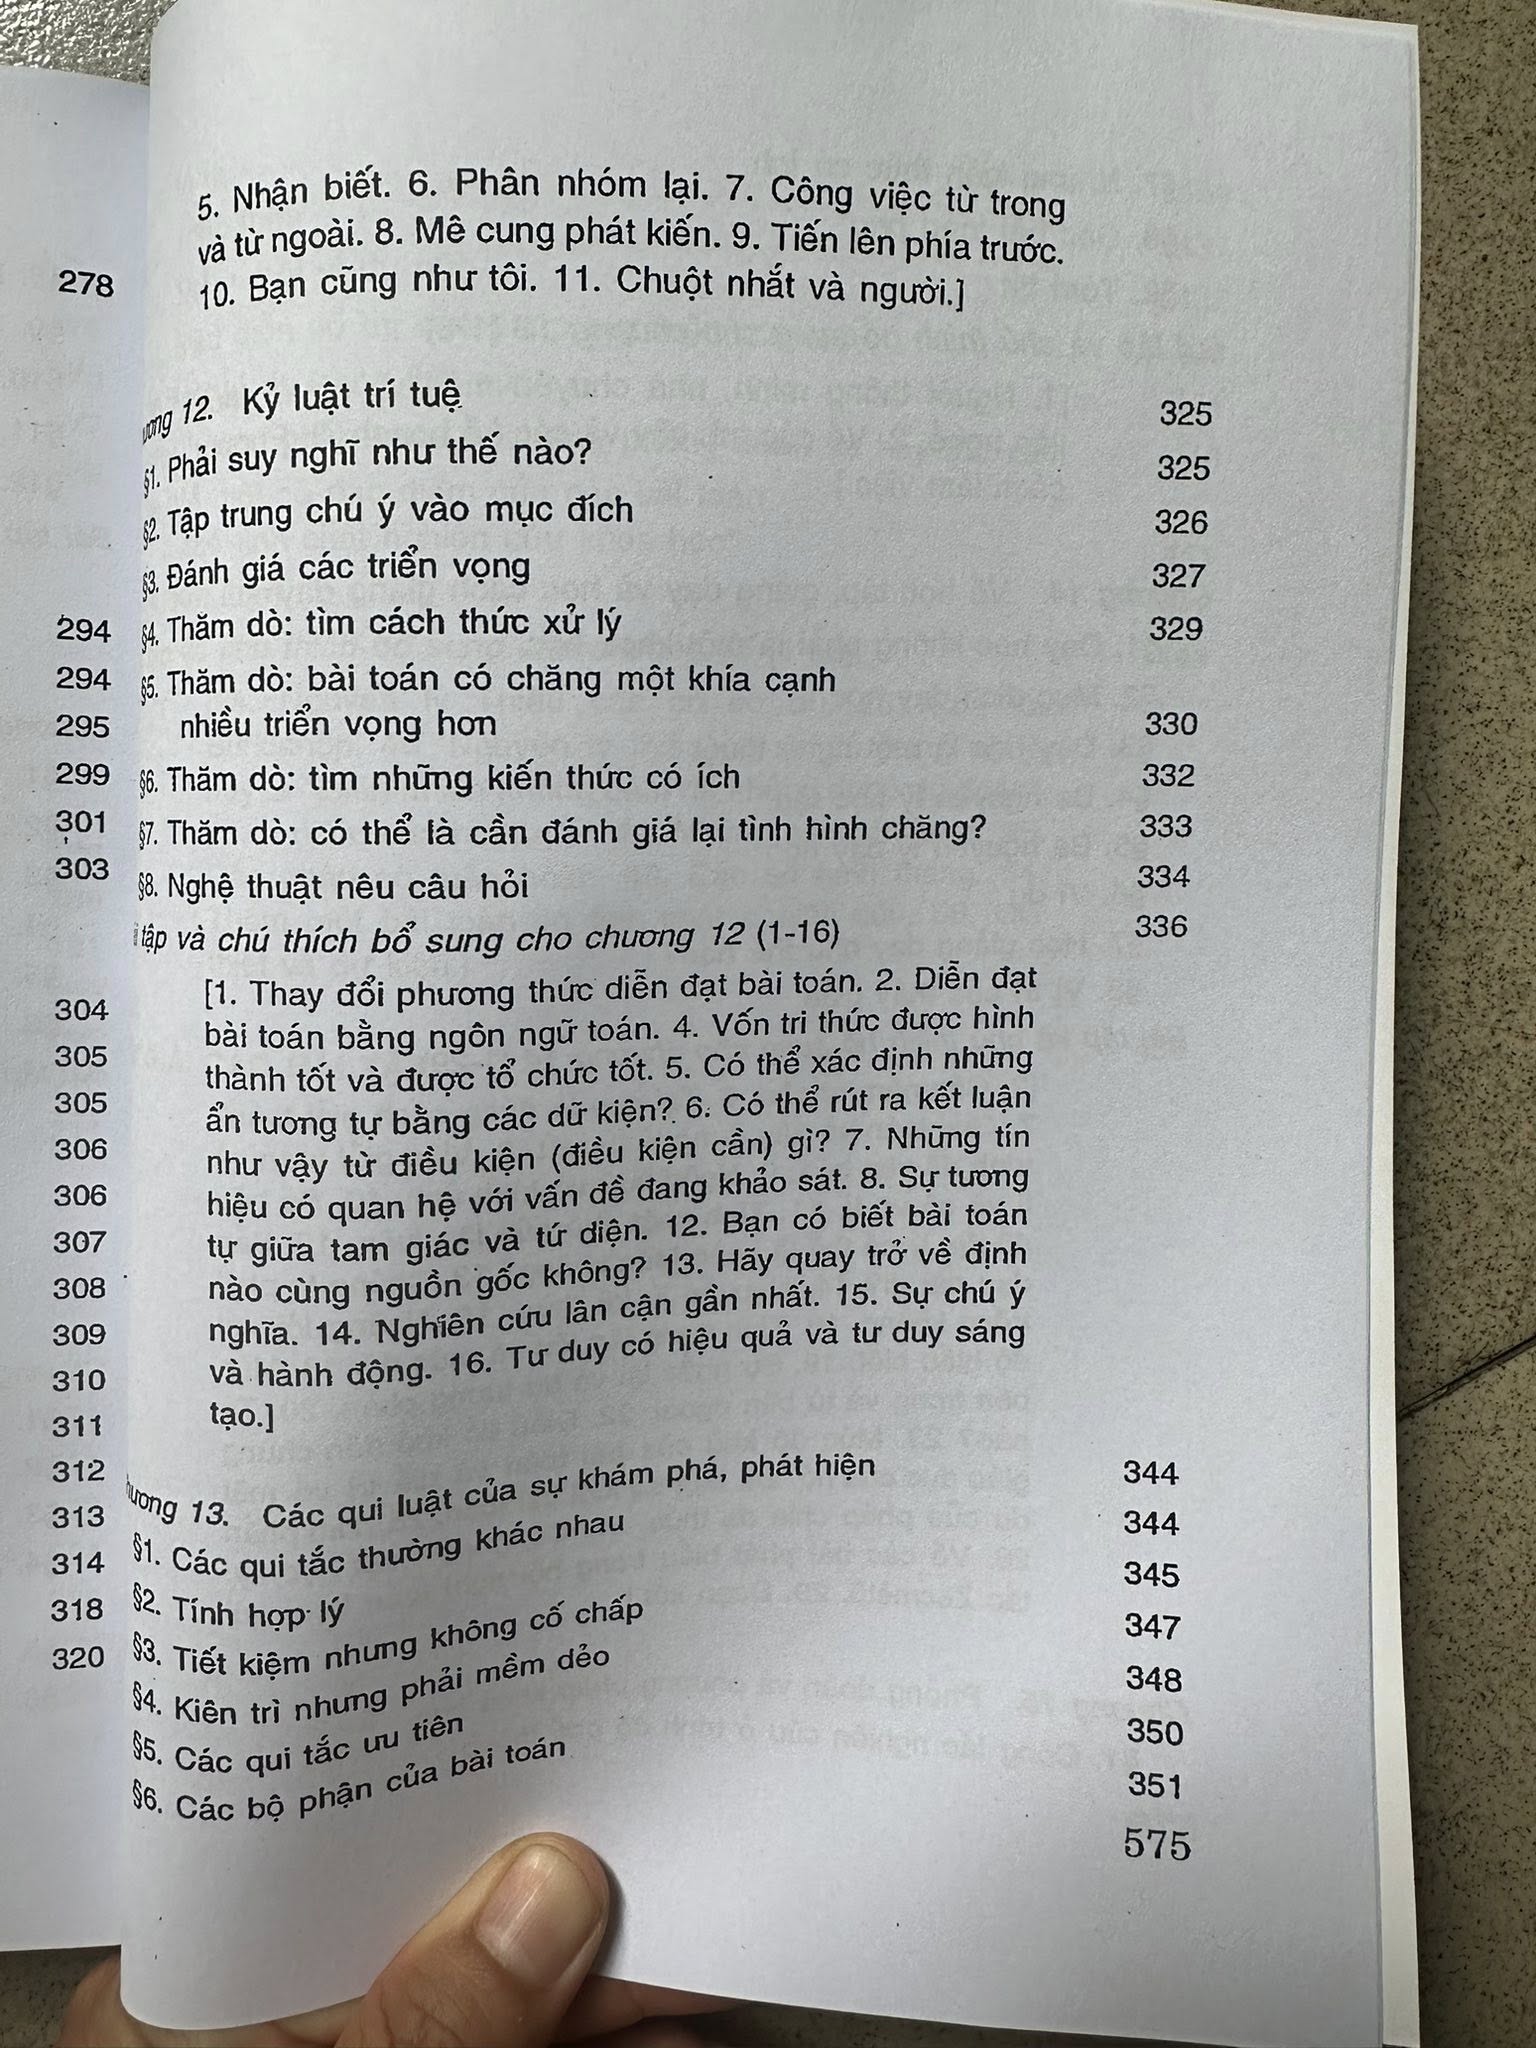 278
294
294
295
299
301
303
304
305
305
306
306
307
308
309
310
311
312
313
314
318
320
5. Nhận biết. 6. Phân nhóm lại. 7. Công việc từ trong
và từ ngoài. 8. Mê cung phát kiến. 9. Tiến lên phía trước.
10. Bạn cũng như tôi. 11. Chuột nhắt và người.]
ương 12. Kỷ luật trí tuệ 325
§1. Phải suy nghĩ như thế nào? 325
§2. Tập trung chú ý vào mục đích 326
§3. Đánh giá các triển vọng 327
§4. Thăm dò: tìm cách thức xử lý 329
§5. Thăm dò: bài toán có chăng một khía cạnh
nhiều triển vọng hơn 330
§6. Thăm dò: tìm những kiến thức có ích 332
§7. Thăm dò: có thể là cần đánh giá lại tình hình chăng? 333
§8. Nghệ thuật nêu câu hỏi 334
tập và chú thích bổ sung cho chương 12 (1-16) 336
[1. Thay đổi phương thức diễn đạt bài toán. 2. Diễn đạt
bài toán bằng ngôn ngữ toán. 4. Vốn tri thức được hình
thành tốt và được tổ chức tốt. 5. Có thể xác định những
ẩn tương tự bằng các dữ kiện? 6. Có thể rút ra kết luận
như vậy từ điều kiện (điều kiện cần) gì? 7. Những tín
hiệu có quan hệ với vấn đề đang khảo sát. 8. Sự tương
tự giữa tam giác và tứ diện. 12. Bạn có biết bài toán
nào cùng nguồn gốc không? 13. Hãy quay trở về định
nghĩa. 14. Nghiên cứu lân cận gần nhất. 15. Sự chú ý
và hành động. 16. Tư duy có hiệu quả và tư duy sáng
tạo.]
hương 13. Các qui luật của sự khám phá, phát hiện 344
§1. Các qui tắc thường khác nhau 344
§2. Tính hợp lý 345
§3. Tiết kiệm nhưng không cố chấp 347
§4. Kiên trì nhưng phải mềm dẻo 348
§5. Các qui tắc ưu tiên 350
§6. Các bộ phận của bài toán 351
575